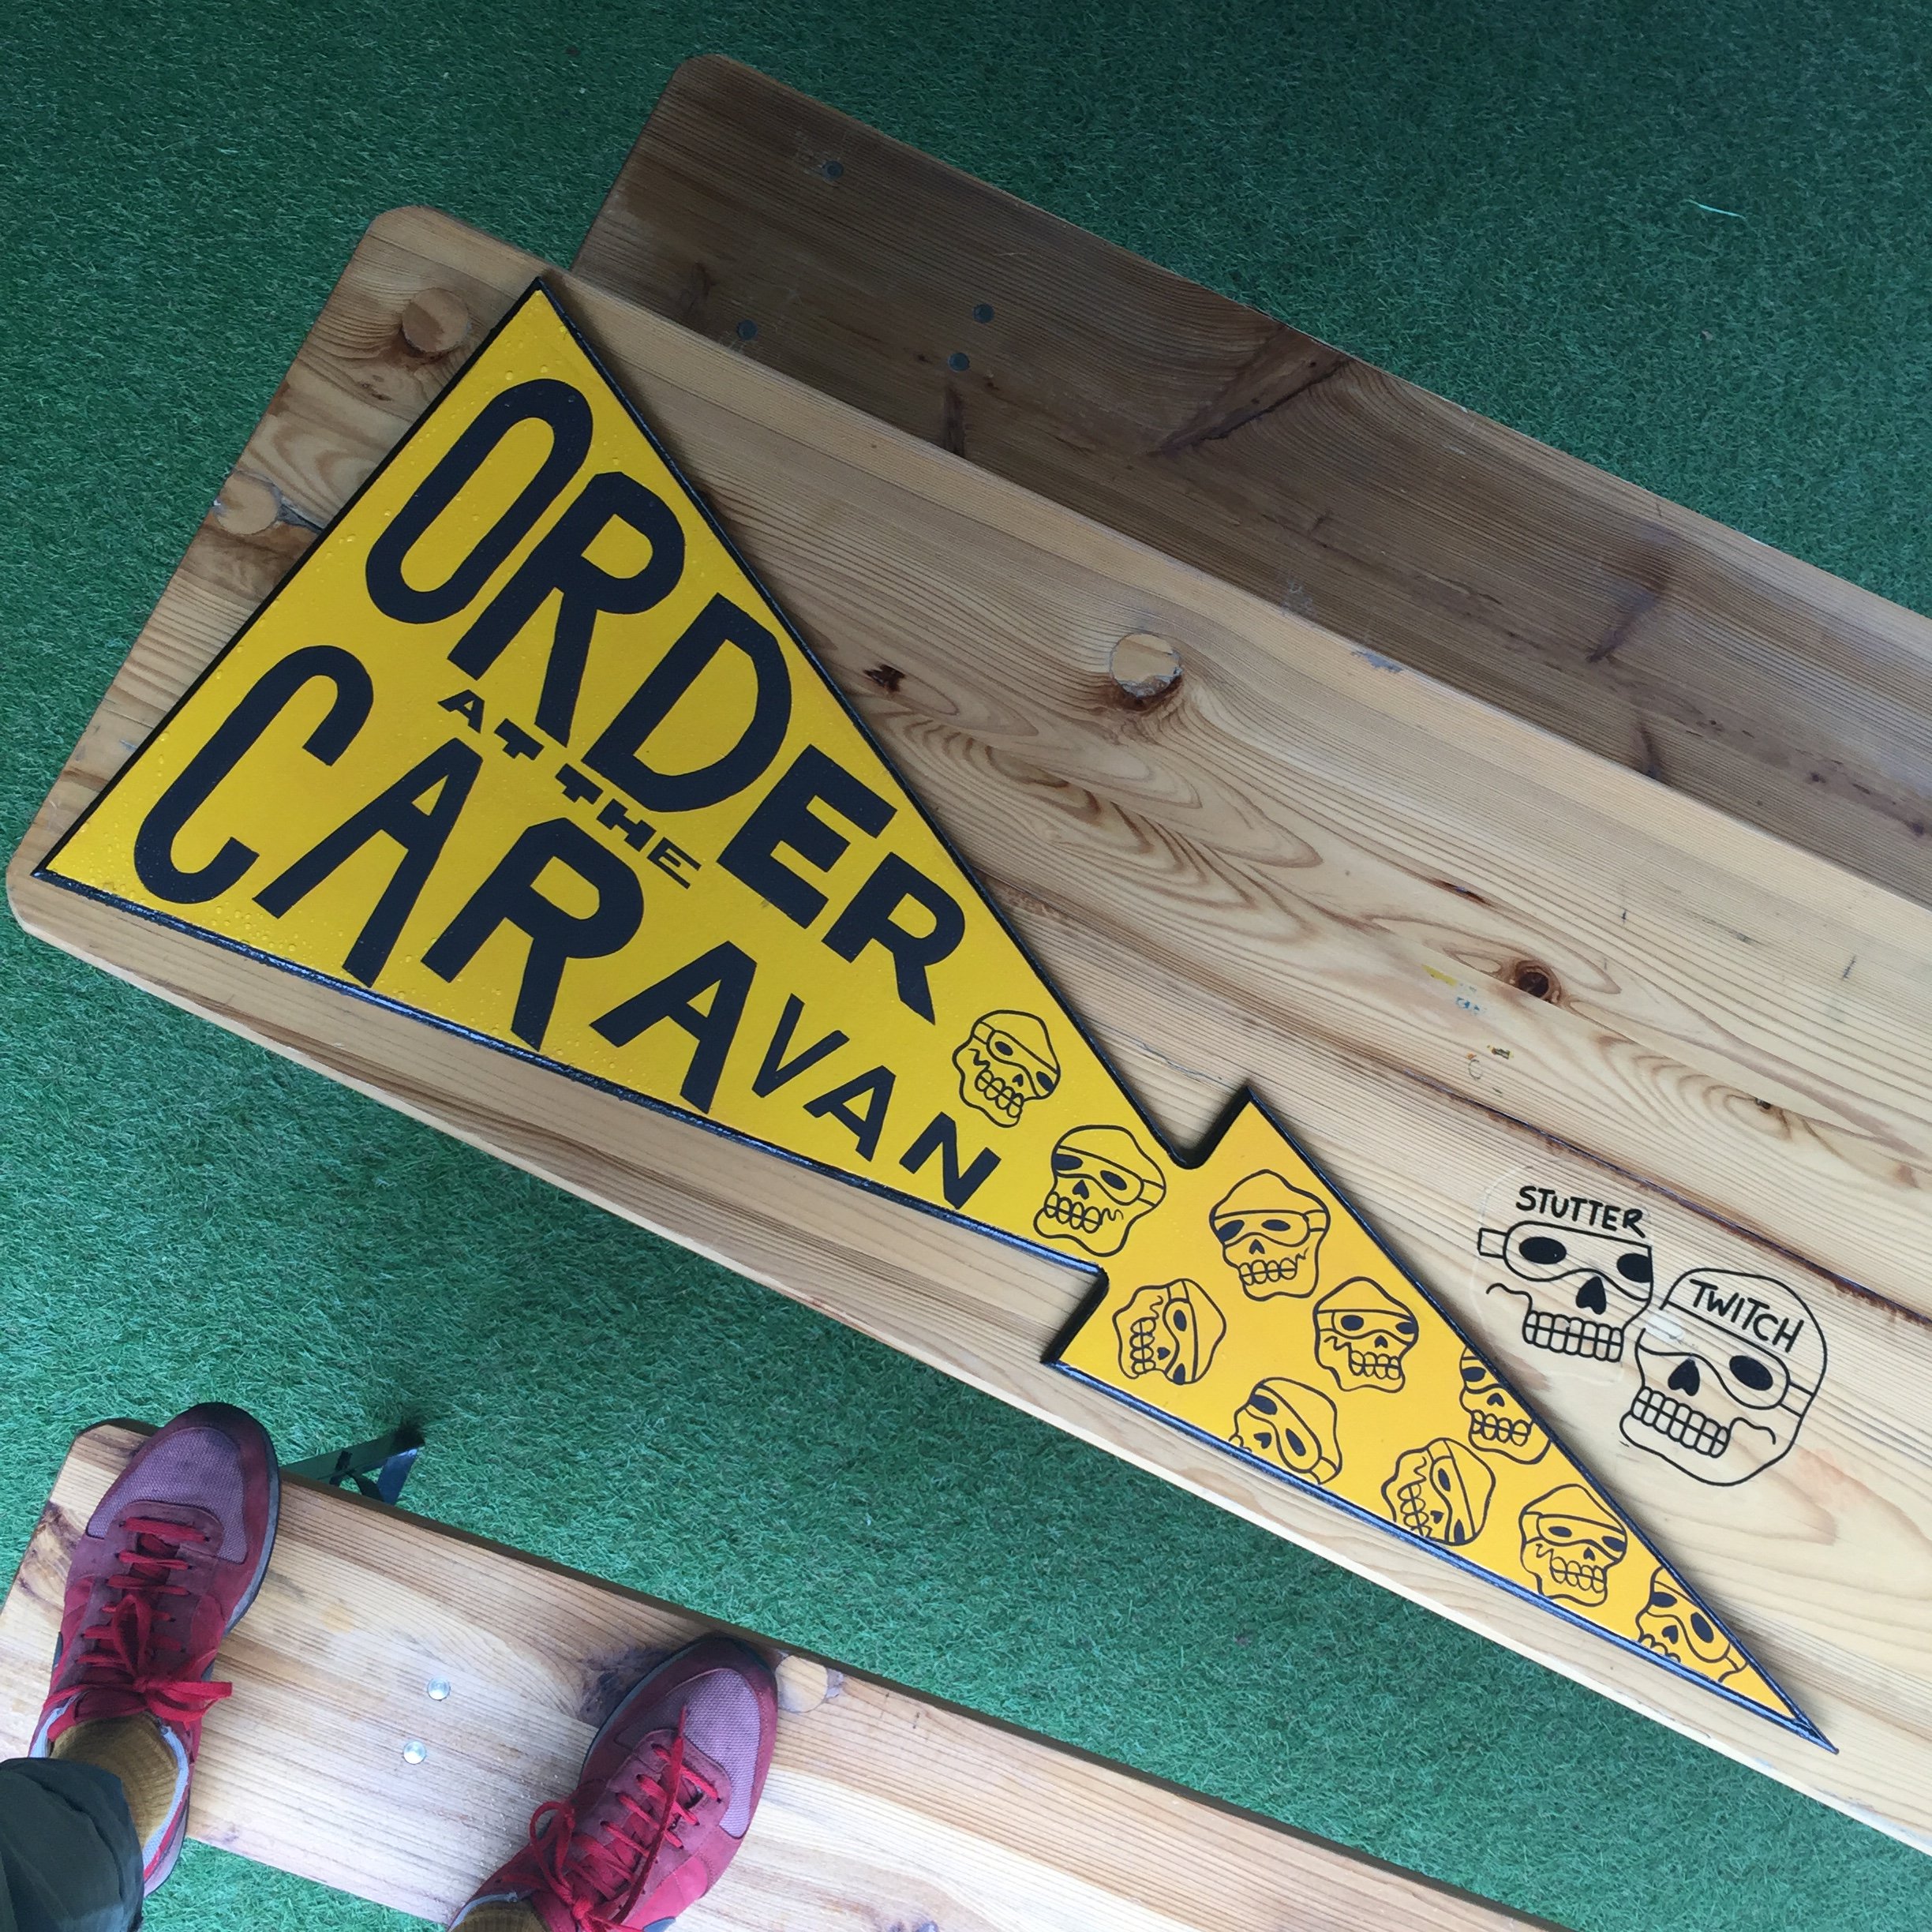 ORDER
AT THE
CARAVAN
STUTTER
TWITCH